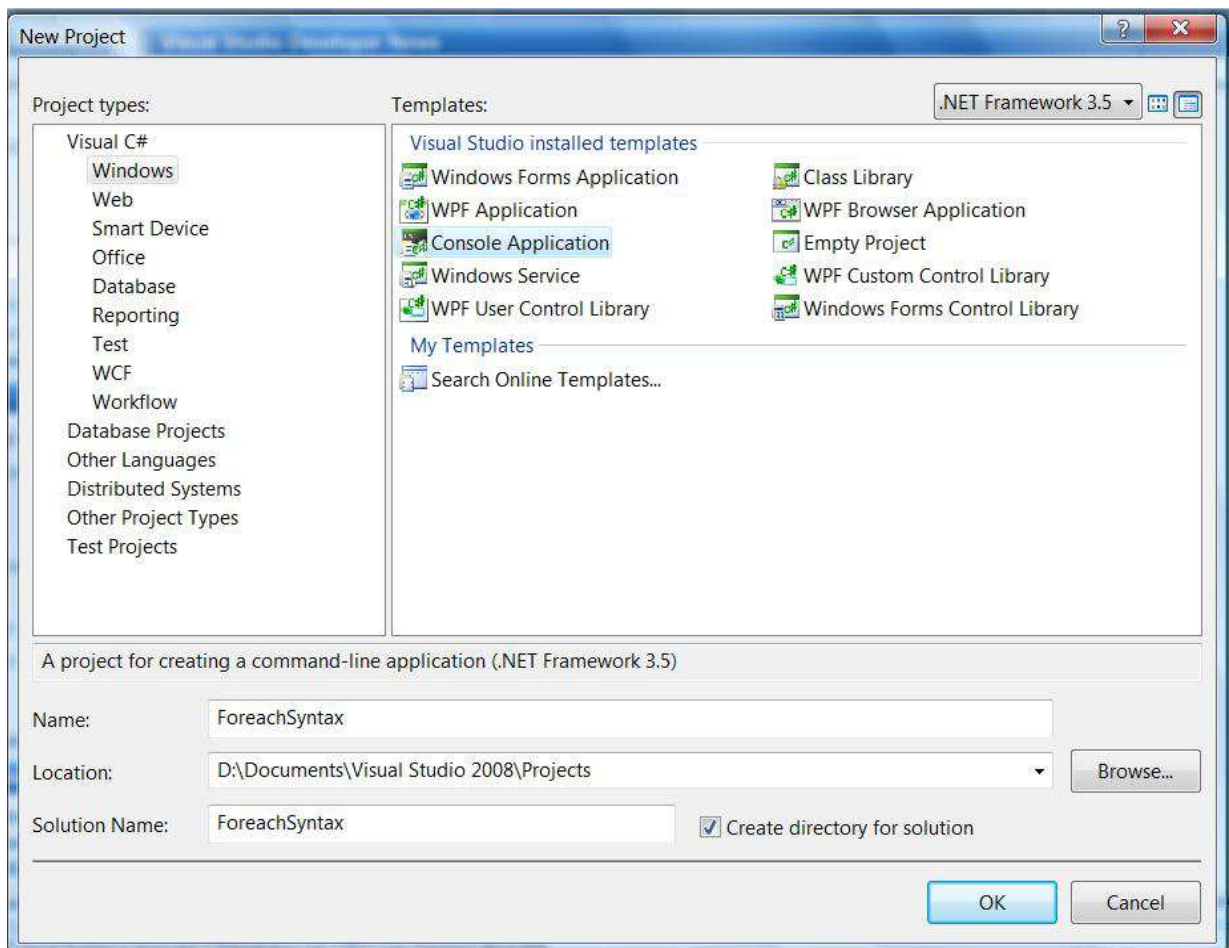 New Project
Visual Studio Developer News
Project types:
Templates:
.NET Framework 3.5
Visual C#
Windows
Web
Smart Device
Office
Database
Reporting
Test
WCF
Workflow
Database Projects
Other Languages
Distributed Systems
Other Project Types
Test Projects
Visual Studio installed templates
Windows Forms Application
Class Library
WPF Application
WPF Browser Application
Console Application
Empty Project
Windows Service
WPF Custom Control Library
WPF User Control Library
Windows Forms Control Library
My Templates
Search Online Templates...
A project for creating a command-line application (.NET Framework 3.5)
Name:
ForeachSyntax
Location:
D:\Documents\Visual Studio 2008\Projects
Browse...
Solution Name:
ForeachSyntax
Create directory for solution
OK
Cancel